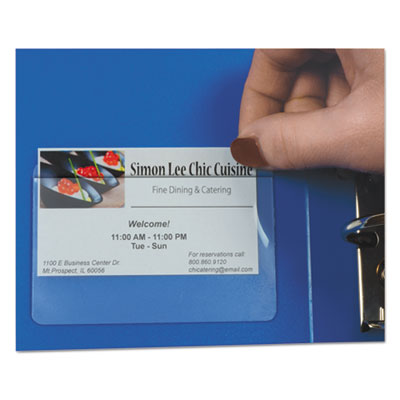 Simon Lee Chic Cuisine
Fine Dining & Catering
Welcome!
11:00 AM - 11:00 PM
Tue - Sun
1100 E Business Center Dr.
Mt.Prospect, IL 60056
For reservations call
800.860.9120
chicatering@email.com